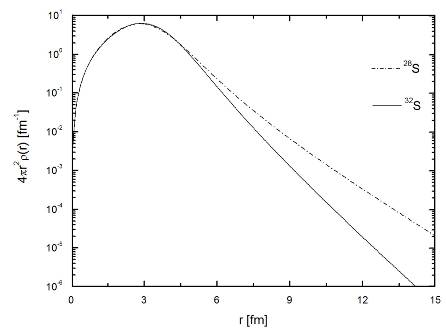 10¹
10⁰
10⁻¹
10⁻²
10⁻³
10⁻⁴
10⁻⁵
10⁻⁶
4πr²ρ(r) [fm⁻¹]
²⁸S
³²S
0 3 6 9 12 15
r [fm]